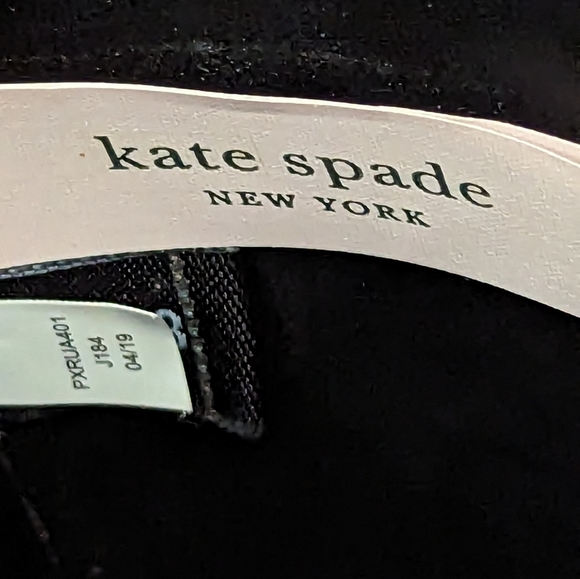 kate spade
NEW YORK
PXRUA401
J184
04/19